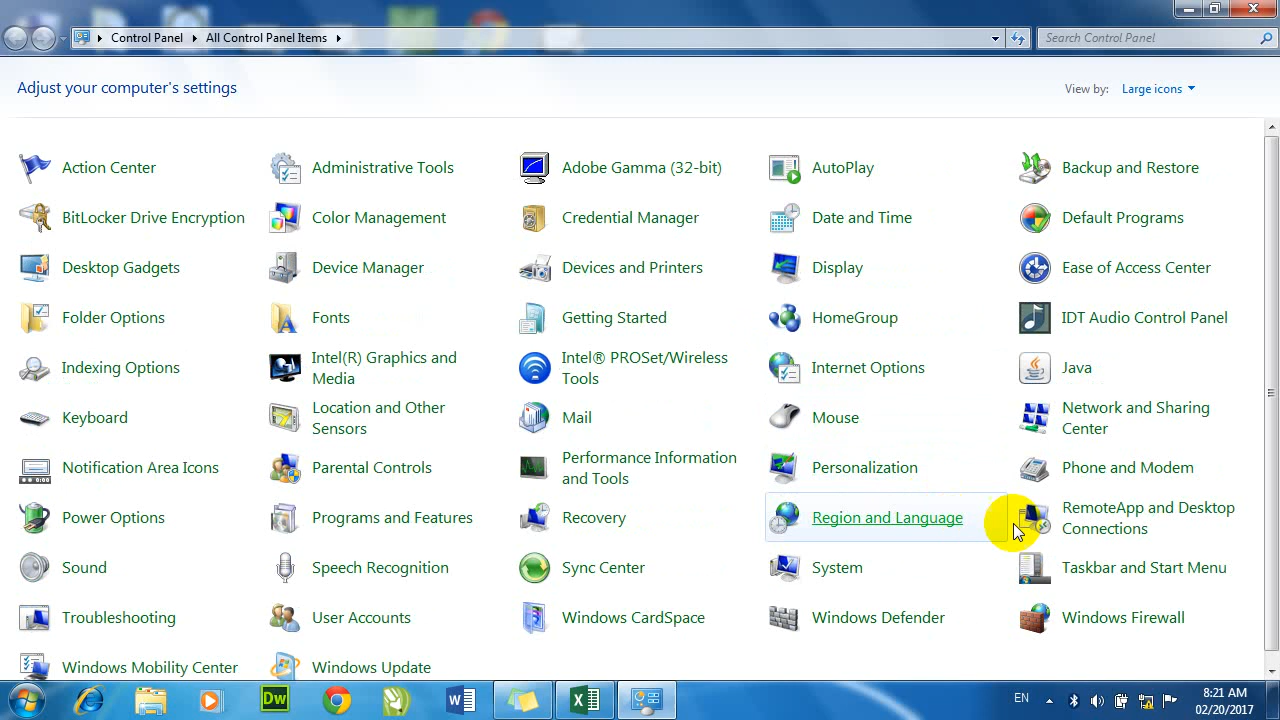 Control Panel All Control Panel Items Search Control Panel
Adjust your computer's settings View by: Large icons
Action Center Administrative Tools Adobe Gamma (32-bit) AutoPlay Backup and Restore
BitLocker Drive Encryption Color Management Credential Manager Date and Time Default Programs
Desktop Gadgets Device Manager Devices and Printers Display Ease of Access Center
Folder Options Fonts Getting Started HomeGroup IDT Audio Control Panel
Indexing Options Intel(R) Graphics and Media Intel® PROSet/Wireless Tools Internet Options Java
Keyboard Location and Other Sensors Mail Mouse Network and Sharing Center
Notification Area Icons Parental Controls Performance Information and Tools Personalization Phone and Modem
Power Options Programs and Features Recovery Region and Language RemoteApp and Desktop Connections
Sound Speech Recognition Sync Center System Taskbar and Start Menu
Troubleshooting User Accounts Windows CardSpace Windows Defender Windows Firewall
Windows Mobility Center Windows Update
Dw EN 8:21 AM
02/20/2017